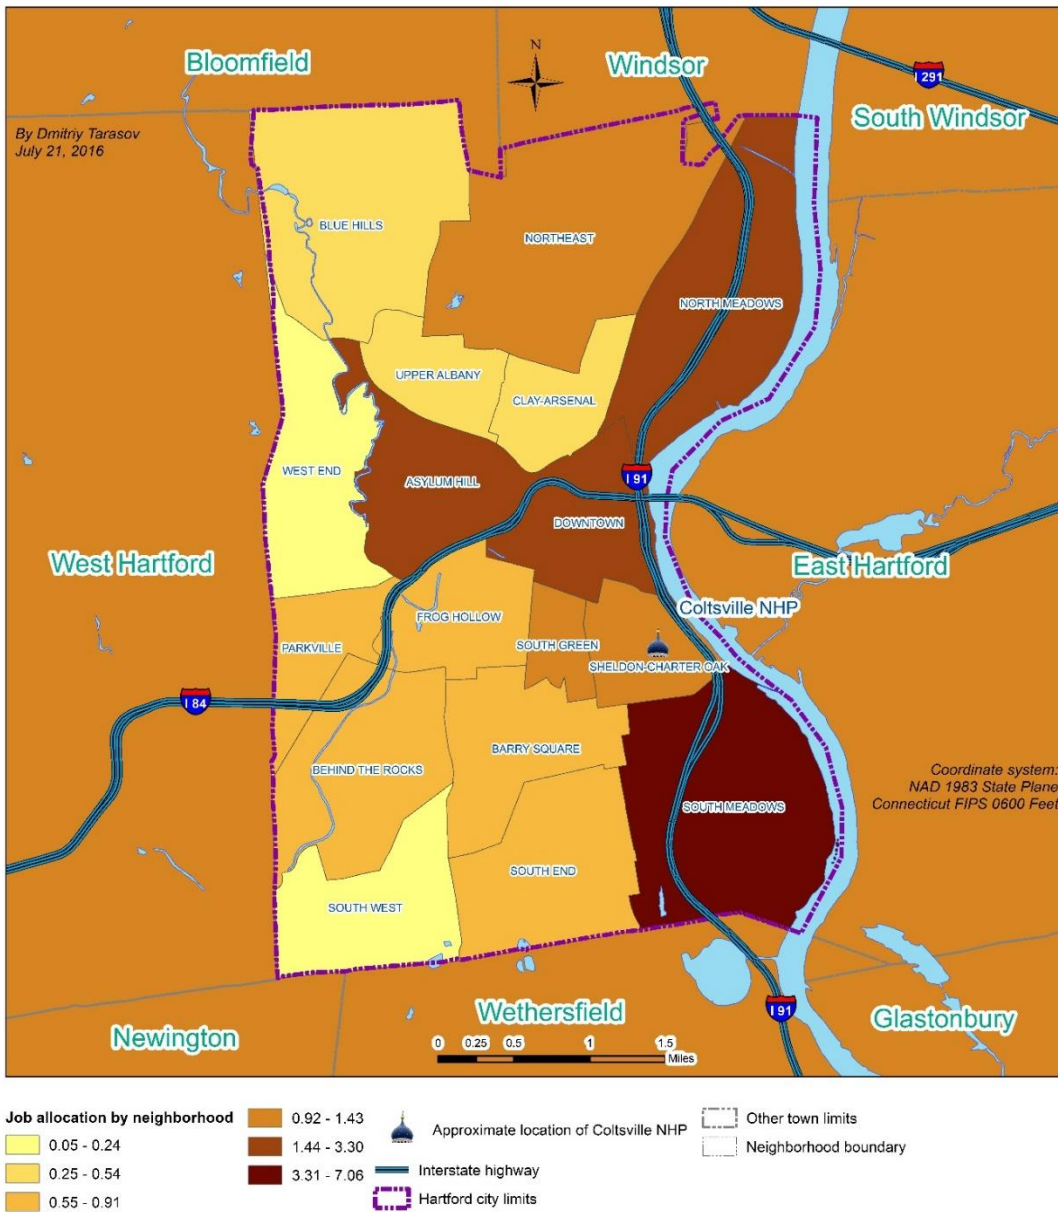 Bloomfield
Windsor
N
I 291
South Windsor
By Dmitriy Tarasov
July 21, 2016
BLUE HILLS
NORTHEAST
NORTH MEADOWS
UPPER ALBANY
CLAY-ARSENAL
WEST END
ASYLUM HILL
I 91
DOWNTOWN
West Hartford
East Hartford
Coltsville NHP
FROG HOLLOW
PARKVILLE
SOUTH GREEN
SHELDON-CHARTER OAK
I 84
BARRY SQUARE
BEHIND THE ROCKS
Coordinate system:
NAD 1983 State Plane
Connecticut FIPS 0600 Feet
SOUTH MEADOWS
SOUTH END
SOUTH WEST
I 91
Newington
Wethersfield
Glastonbury
0 0.25 0.5 1 1.5
Miles
Job allocation by neighborhood
0.05 - 0.24
0.25 - 0.54
0.55 - 0.91
0.92 - 1.43
1.44 - 3.30
3.31 - 7.06
Approximate location of Coltsville NHP
Interstate highway
Hartford city limits
Other town limits
Neighborhood boundary